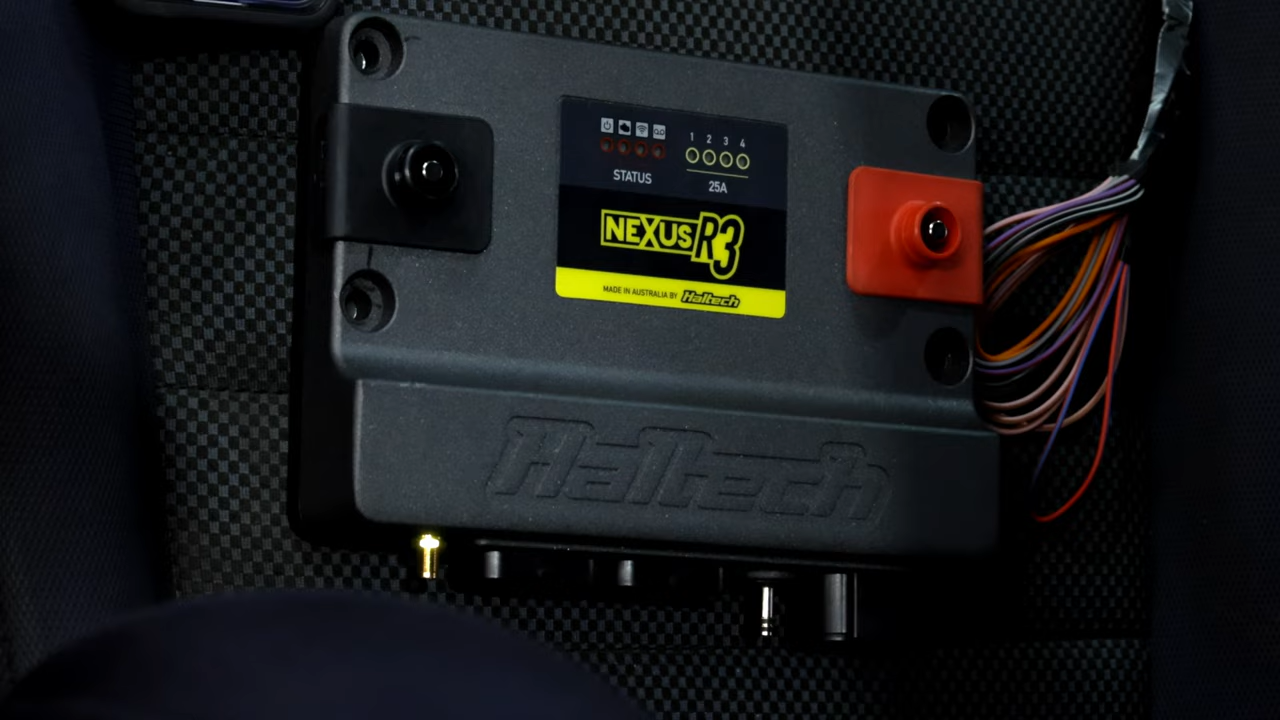 1 2 3 4
STATUS
25A
NEXUS R3
MADE IN AUSTRALIA BY Haltech
Haltech